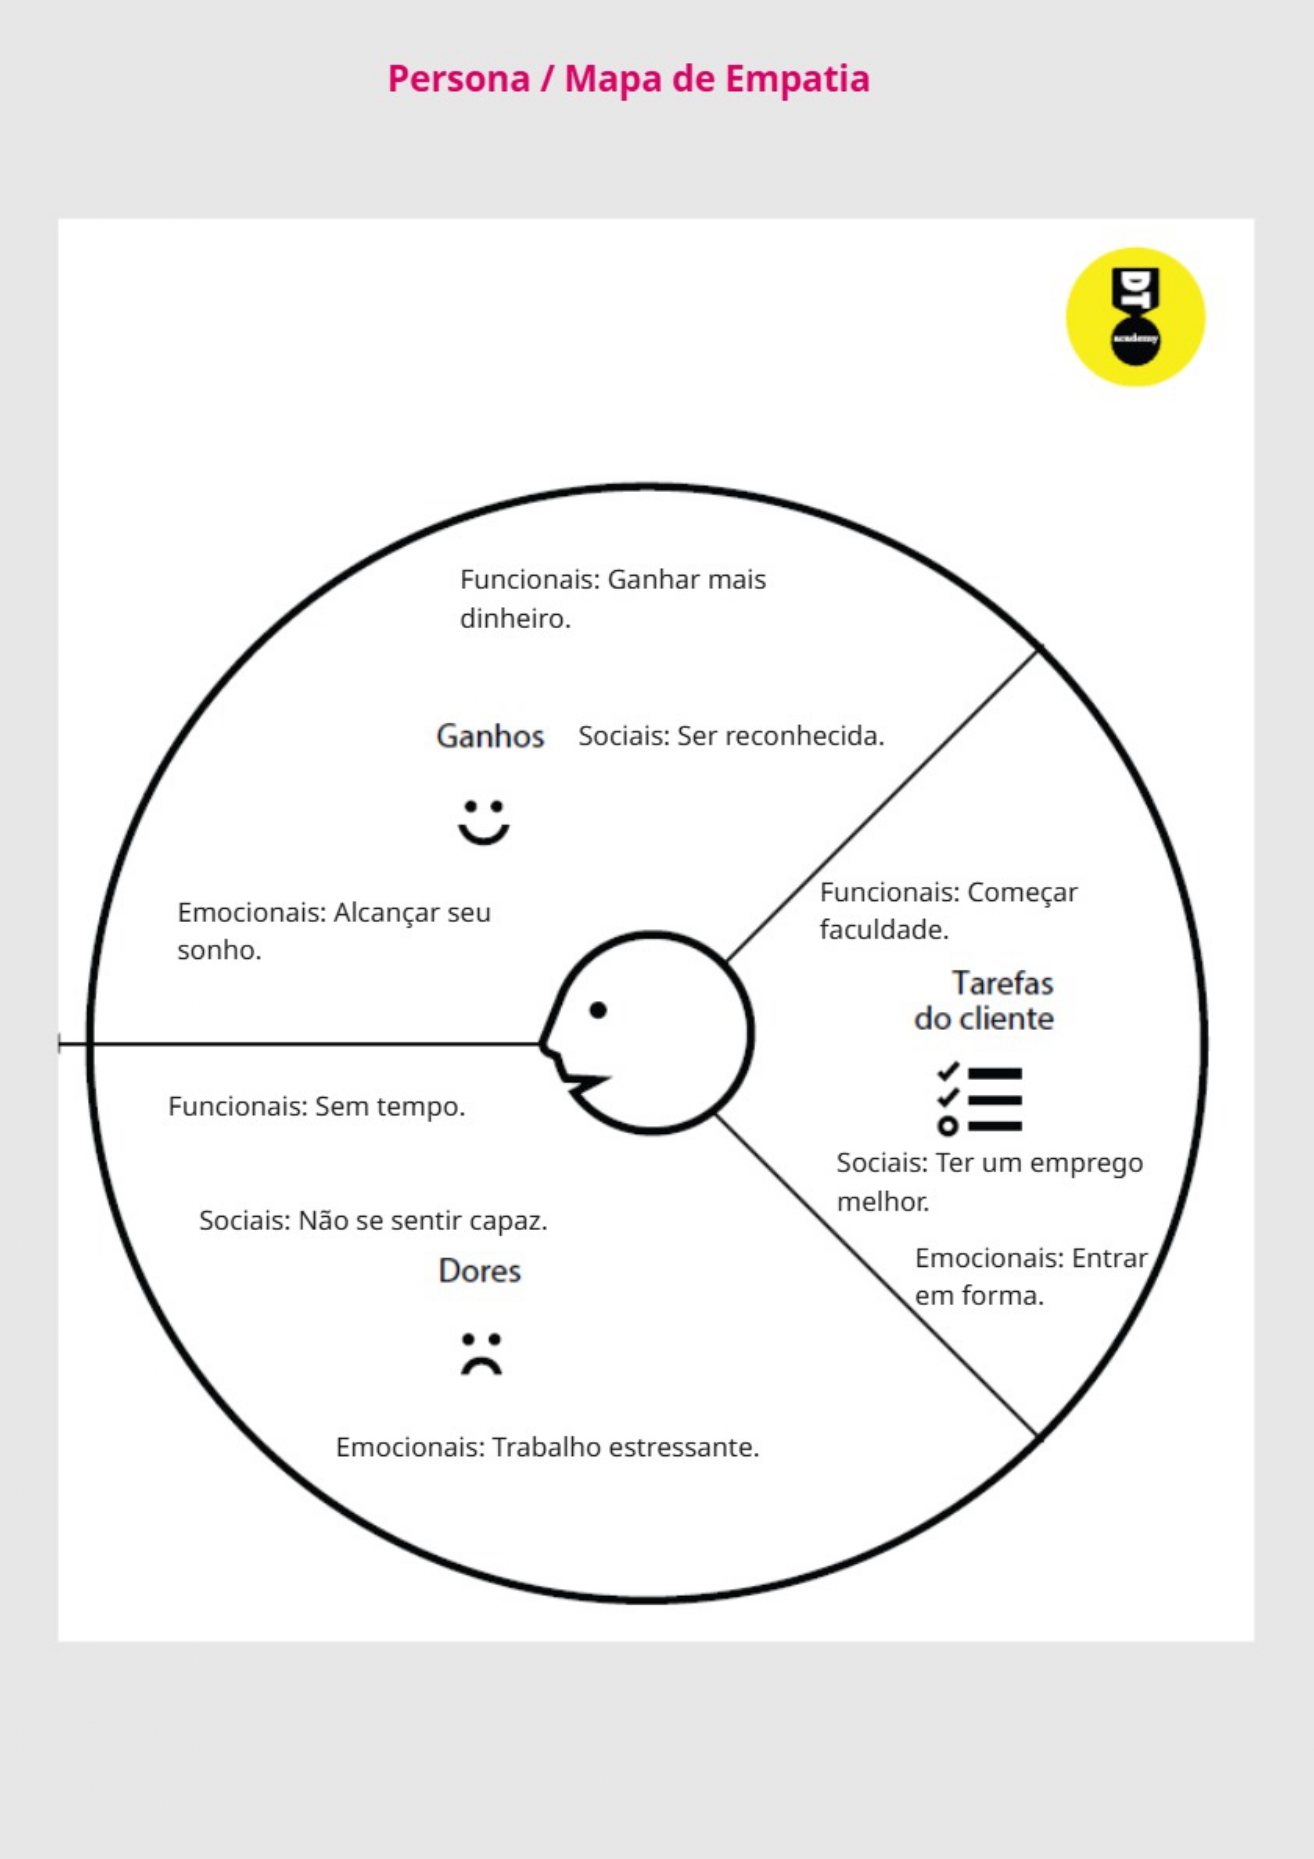 Persona / Mapa de Empatia
DT
academy
Funcionais: Ganhar mais
dinheiro.
Ganhos
Sociais: Ser reconhecida.
Emocionais: Alcançar seu
sonho.
Funcionais: Começar
faculdade.
Tarefas
do cliente
Sociais: Ter um emprego
melhor.
Emocionais: Entrar
em forma.
Funcionais: Sem tempo.
Sociais: Não se sentir capaz.
Dores
Emocionais: Trabalho estressante.